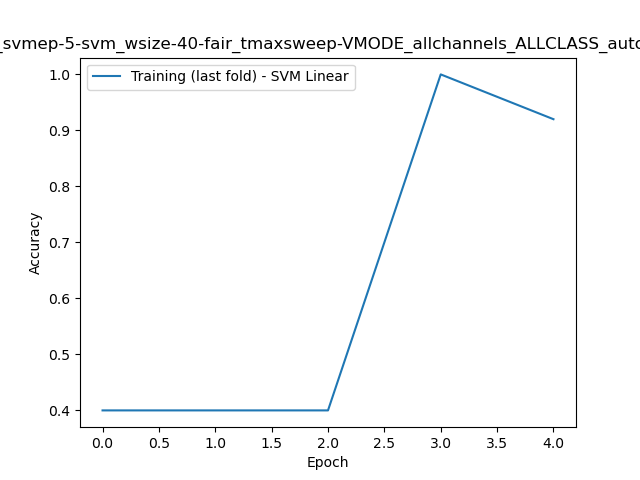 _svmep-5-svm_wsize-40-fair_tmaxsweep-VMODE_allchannels_ALLCLASS_auto
Training (last fold) - SVM Linear
Accuracy
1.0
0.9
0.8
0.7
0.6
0.5
0.4
0.0 0.5 1.0 1.5 2.0 2.5 3.0 3.5 4.0
Epoch